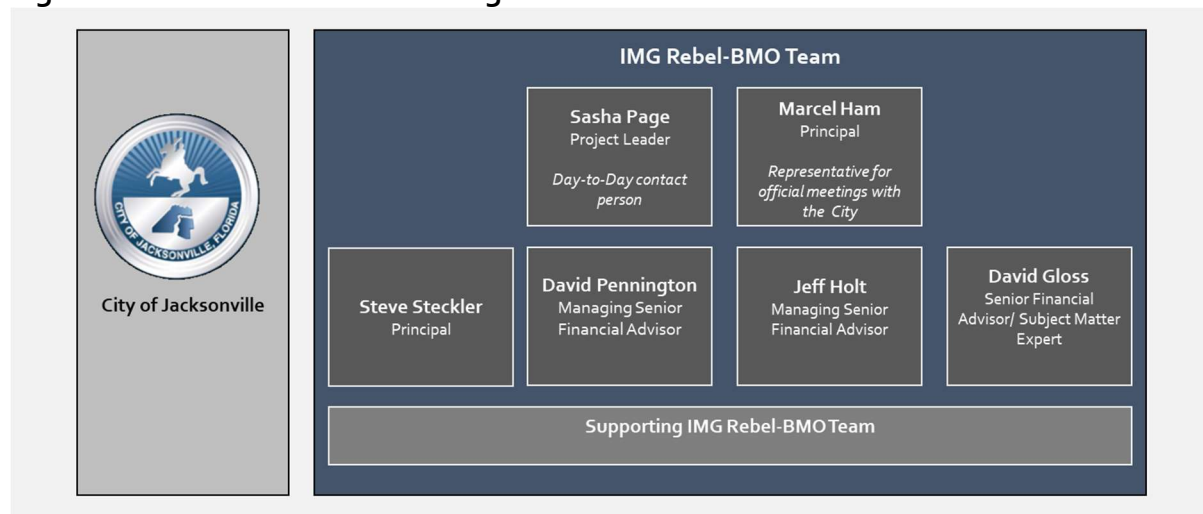 IMG Rebel-BMO Team
Sasha Page
Project Leader
Day-to-Day contact
person
Marcel Ham
Principal
Representative for
official meetings with
the City
CITY OF JACKSONVILLE, FLORIDA
City of Jacksonville
Steve Steckler
Principal
David Pennington
Managing Senior
Financial Advisor
Jeff Holt
Managing Senior
Financial Advisor
David Gloss
Senior Financial
Advisor/ Subject Matter
Expert
Supporting IMG Rebel-BMO Team